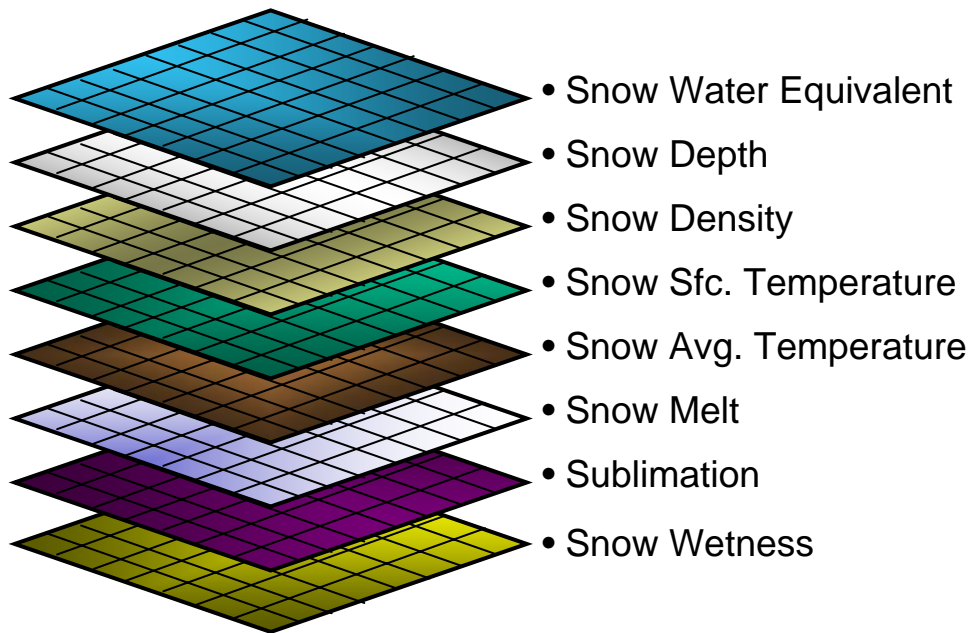 • Snow Water Equivalent
• Snow Depth
• Snow Density
• Snow Sfc. Temperature
• Snow Avg. Temperature
• Snow Melt
• Sublimation
• Snow Wetness